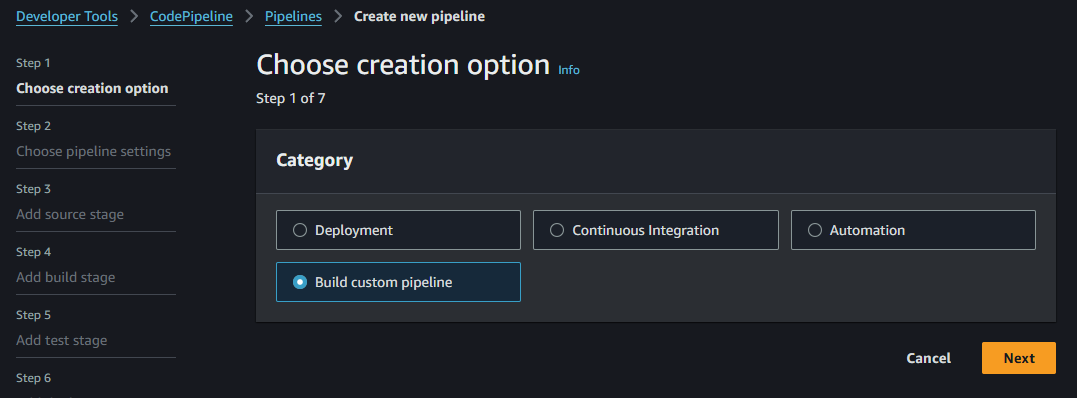 Developer Tools > CodePipeline > Pipelines > Create new pipeline
Step 1
Choose creation option
Step 2
Choose pipeline settings
Step 3
Add source stage
Step 4
Add build stage
Step 5
Add test stage
Step 6
Choose creation option Info
Step 1 of 7
Category
Deployment
Continuous Integration
Automation
Build custom pipeline
Cancel
Next